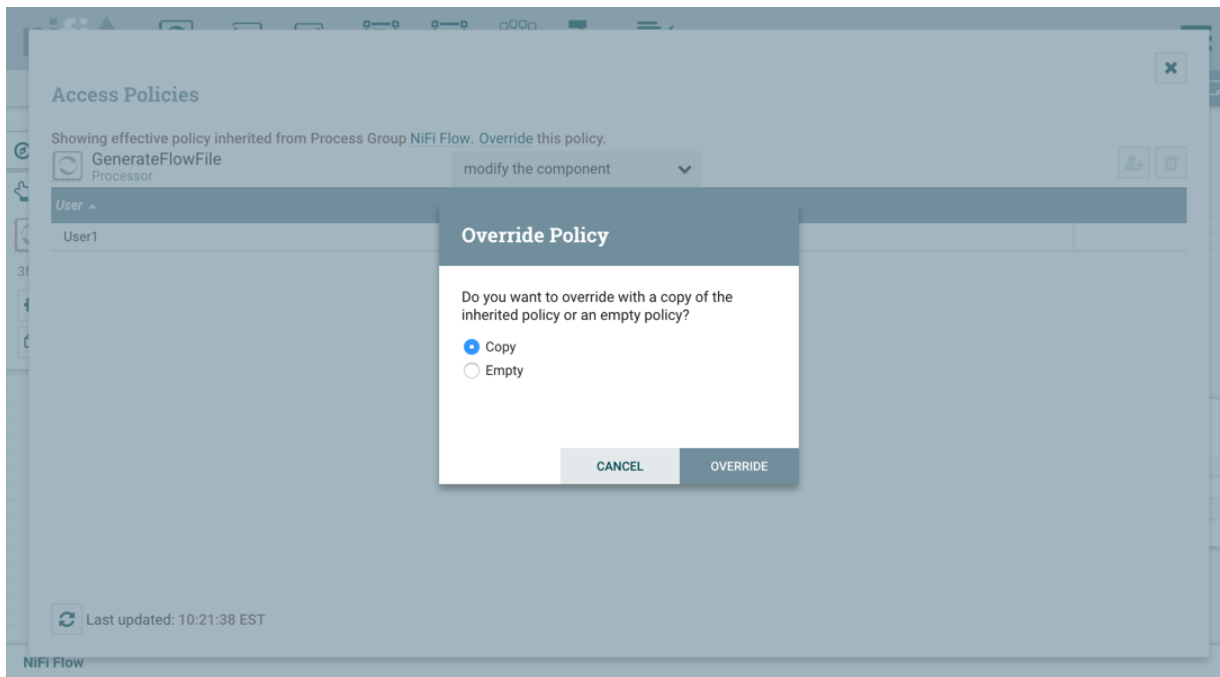 Access Policies
Showing effective policy inherited from Process Group NiFi Flow. Override this policy.
GenerateFlowFile
Processor
modify the component
User
User1
Override Policy
Do you want to override with a copy of the
inherited policy or an empty policy?
Copy
Empty
CANCEL
OVERRIDE
Last updated: 10:21:38 EST
NiFi Flow